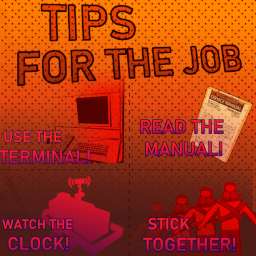 TIPS
FOR THE JOB
USE THE
TERMINAL!
READ THE
MANUAL!
WATCH THE
CLOCK!
STICK
TOGETHER!